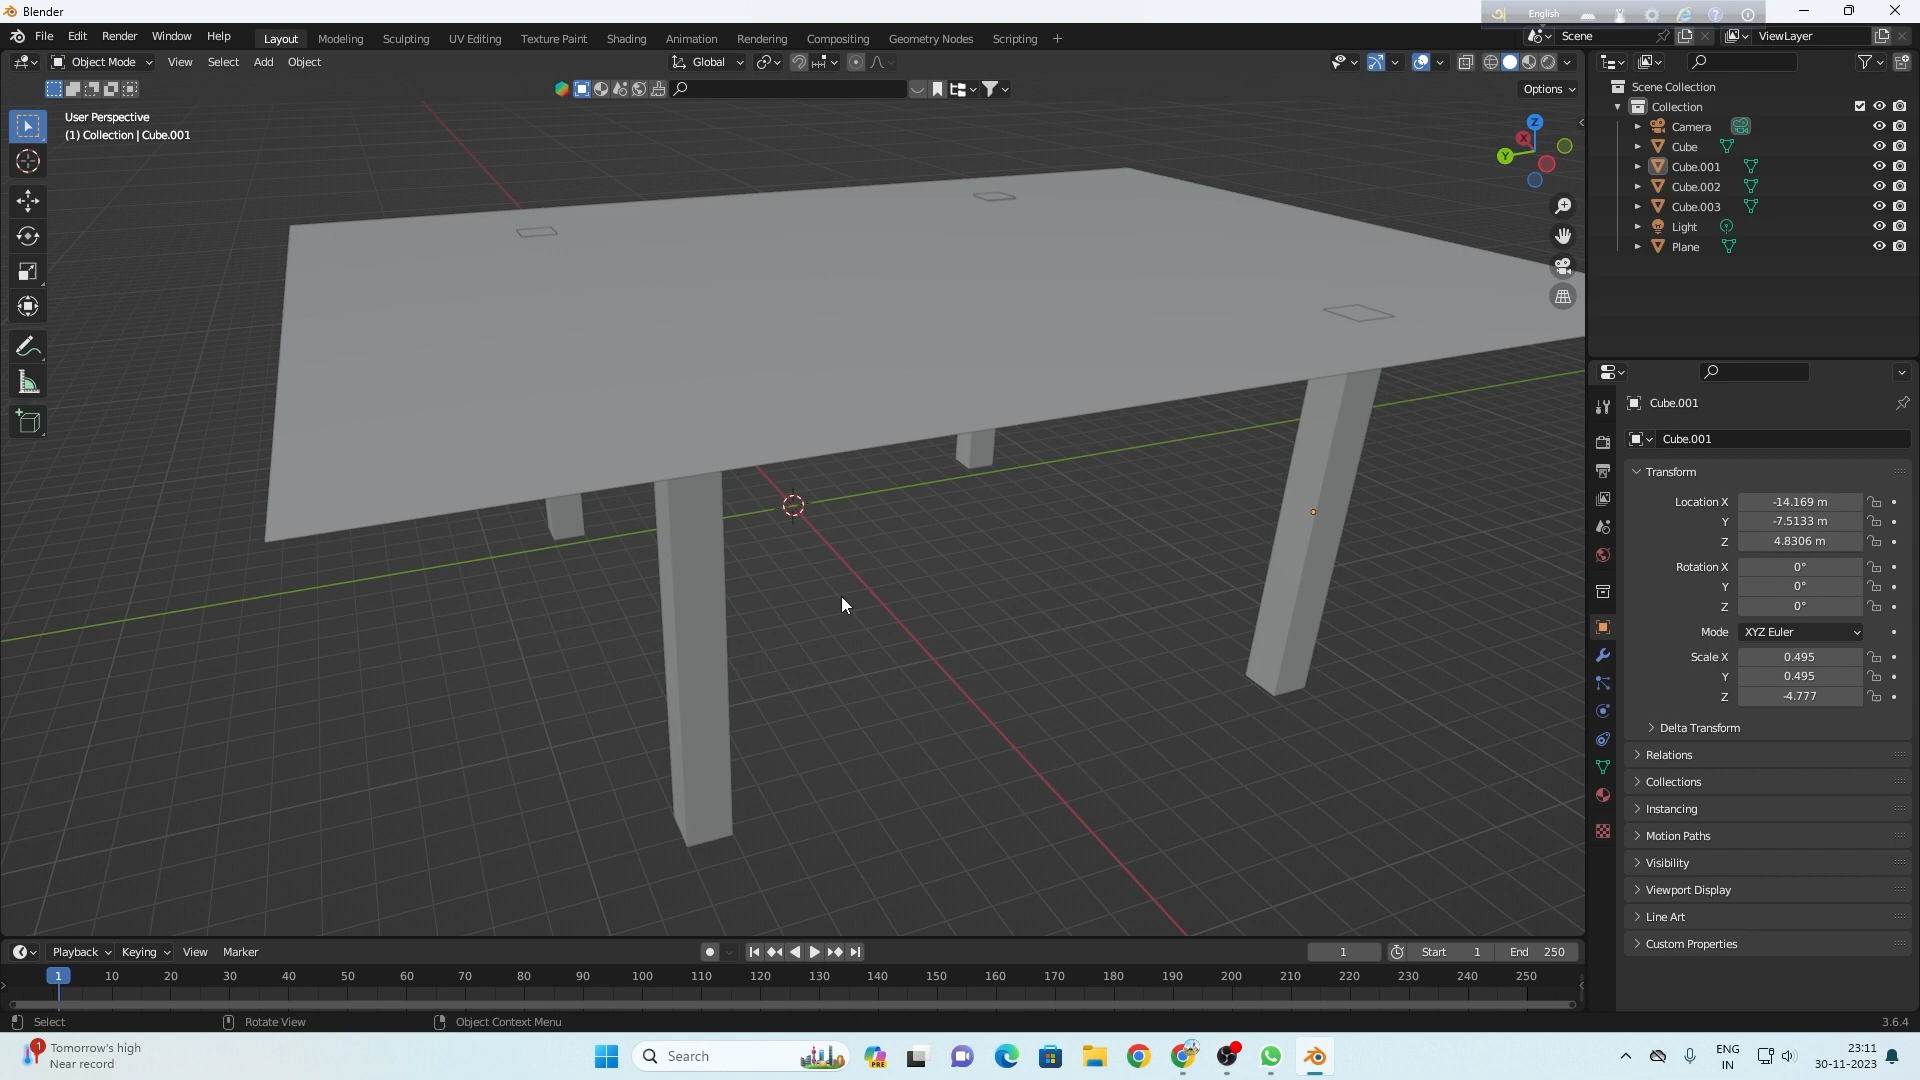 Blender
English
File Edit Render Window Help
Layout Modeling Sculpting UV Editing Texture Paint Shading Animation Rendering Compositing Geometry Nodes Scripting +
Scene
ViewLayer
Object Mode View Select Add Object
Global
Options
User Perspective
(1) Collection | Cube.001
Z
X
Y
Scene Collection
Collection
Camera
Cube
Cube.001
Cube.002
Cube.003
Light
Plane
Cube.001
Cube.001
Transform
Location X -14.169 m
Y -7.5133 m
Z 4.8306 m
Rotation X 0°
Y 0°
Z 0°
Mode XYZ Euler
Scale X 0.495
Y 0.495
Z -4.777
Delta Transform
Relations
Collections
Instancing
Motion Paths
Visibility
Viewport Display
Line Art
Custom Properties
Playback Keying View Marker
1 Start 1 End 250
1 10 20 30 40 50 60 70 80 90 100 110 120 130 140 150 160 170 180 190 200 210 220 230 240 250
Select Rotate View Object Context Menu
3.6.4
1
Tomorrow's high
Near record
Search
PRE
ENG
IN
23:11
30-11-2023